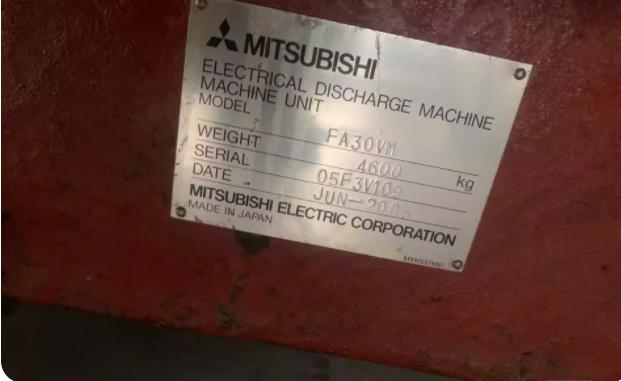 MITSUBISHI
ELECTRICAL DISCHARGE MACHINE
MACHINE UNIT
MODEL FA30VM
WEIGHT 4600 kg
SERIAL 05F3V109
DATE
MITSUBISHI ELECTRIC CORPORATION
MADE IN JAPAN